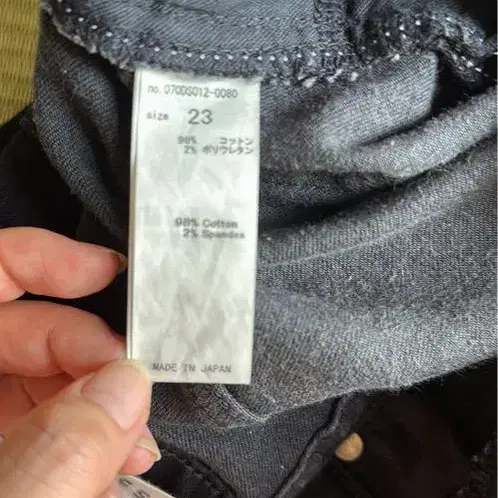 no. 070DS012-0080
size 23
98% コットン
2% ポリウレタン
98% Cotton
2% Spandex
MADE IN JAPAN